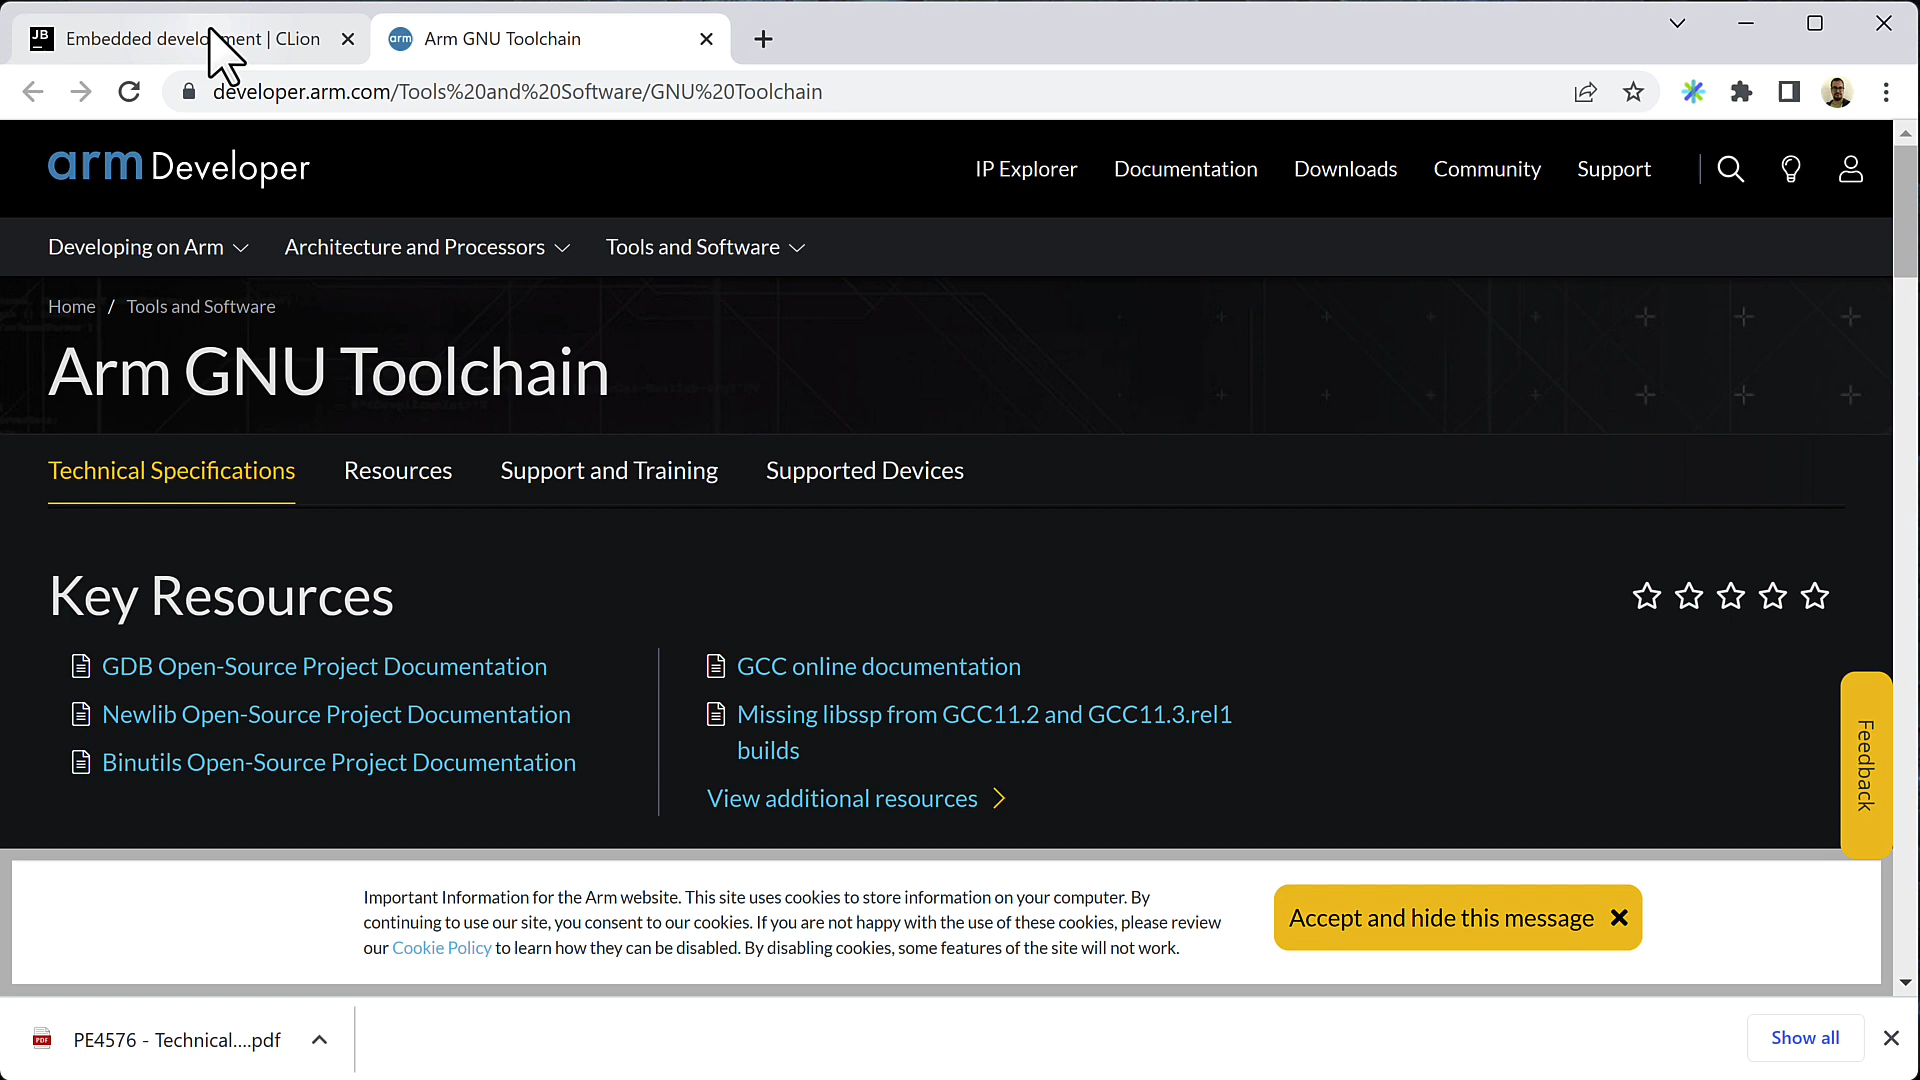 Embedded development | CLion
Arm GNU Toolchain
developer.arm.com/Tools%20and%20Software/GNU%20Toolchain
arm Developer
IP Explorer
Documentation
Downloads
Community
Support
Developing on Arm
Architecture and Processors
Tools and Software
Home / Tools and Software
Arm GNU Toolchain
Technical Specifications
Resources
Support and Training
Supported Devices
Key Resources
GDB Open-Source Project Documentation
Newlib Open-Source Project Documentation
Binutils Open-Source Project Documentation
GCC online documentation
Missing libssp from GCC11.2 and GCC11.3.rel1
builds
View additional resources
Feedback
Important Information for the Arm website. This site uses cookies to store information on your computer. By
continuing to use our site, you consent to our cookies. If you are not happy with the use of these cookies, please review
our Cookie Policy to learn how they can be disabled. By disabling cookies, some features of the site will not work.
Accept and hide this message
PE4576 - Technical....pdf
Show all